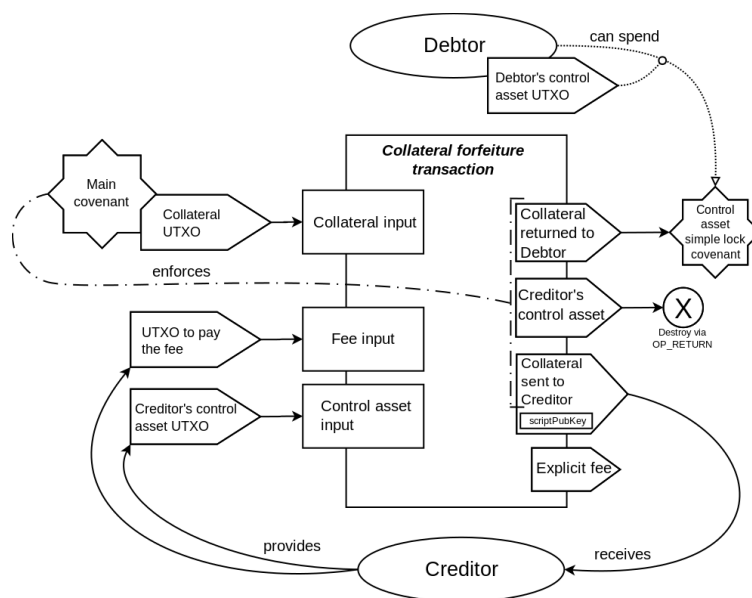 Debtor
can spend
Debtor's control
asset UTXO
Collateral forfeiture
transaction
Main
covenant
Collateral
UTXO
Collateral input
Collateral
returned to
Debtor
Control
asset
simple lock
covenant
enforces
Creditor's
control asset
X
Destroy via
OP_RETURN
UTXO to pay
the fee
Fee input
Creditor's control
asset UTXO
Control asset
input
Collateral
sent to
Creditor
scriptPubKey
Explicit fee
provides
Creditor
receives